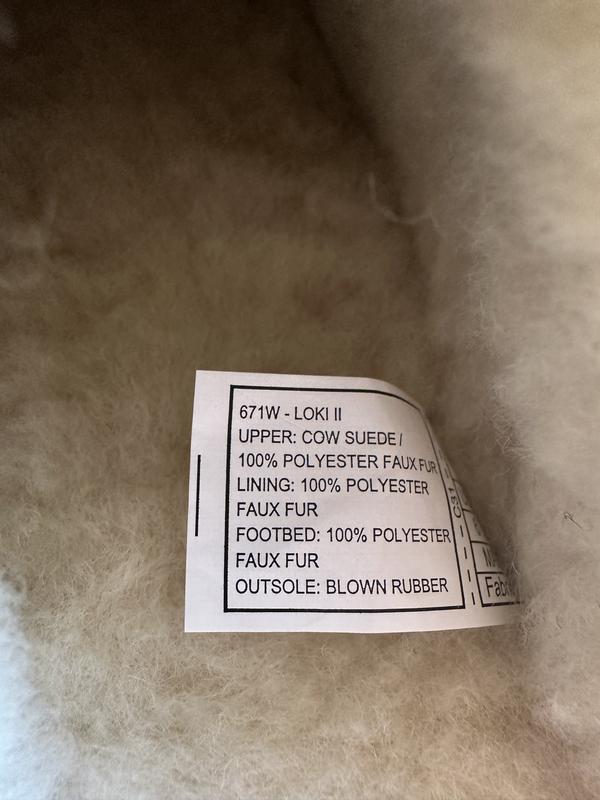 671W - LOKI II
UPPER: COW SUEDE /
100% POLYESTER FAUX FUR
LINING: 100% POLYESTER
FAUX FUR
FOOTBED: 100% POLYESTER
FAUX FUR
OUTSOLE: BLOWN RUBBER